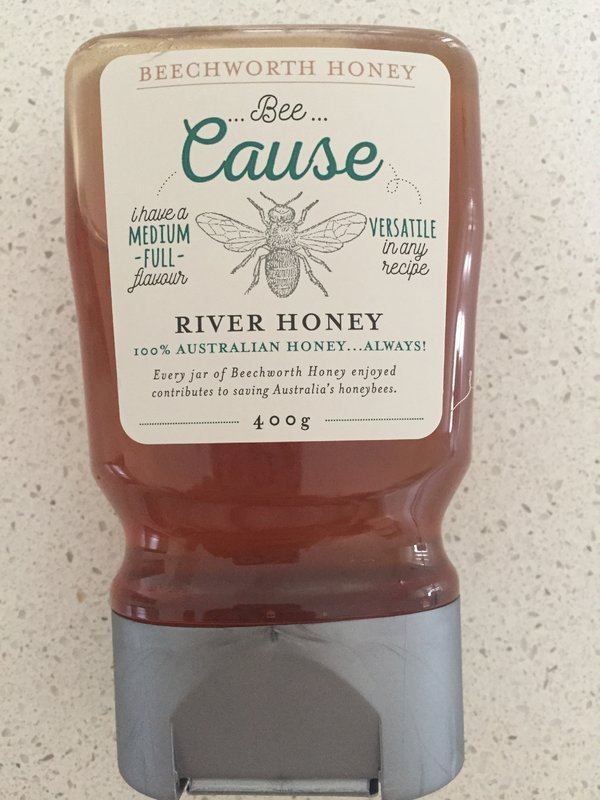 BEECHWORTH HONEY
...Bee...
Cause
i have a
MEDIUM
-FULL-
flavour
VERSATILE
in any
recipe
RIVER HONEY
100% AUSTRALIAN HONEY...ALWAYS!
Every jar of Beechworth Honey enjoyed
contributes to saving Australia's honeybees.
400g